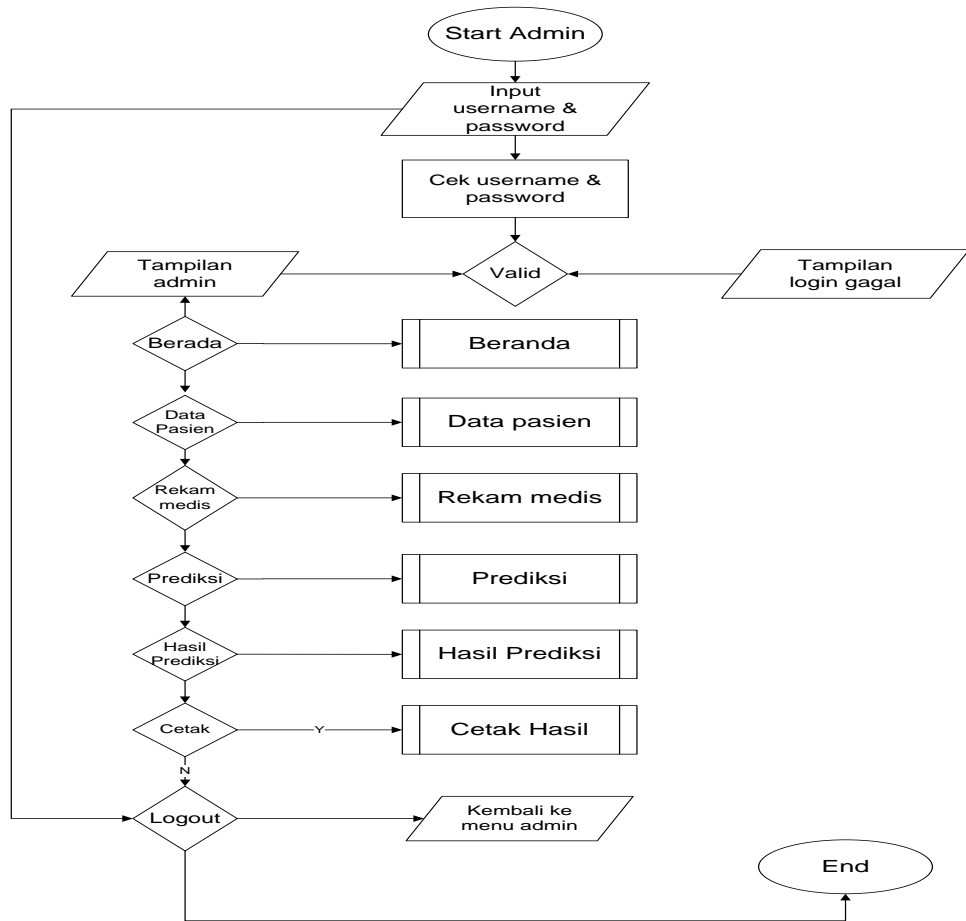 Start Admin
Input
username &
password
Cek username &
password
Tampilan
admin
Valid
Tampilan
login gagal
Berada
Beranda
Data
Pasien
Data pasien
Rekam
medis
Rekam medis
Prediksi
Prediksi
Hasil
Prediksi
Hasil Prediksi
Cetak
Y
Cetak Hasil
N
Logout
Kembali ke
menu admin
End